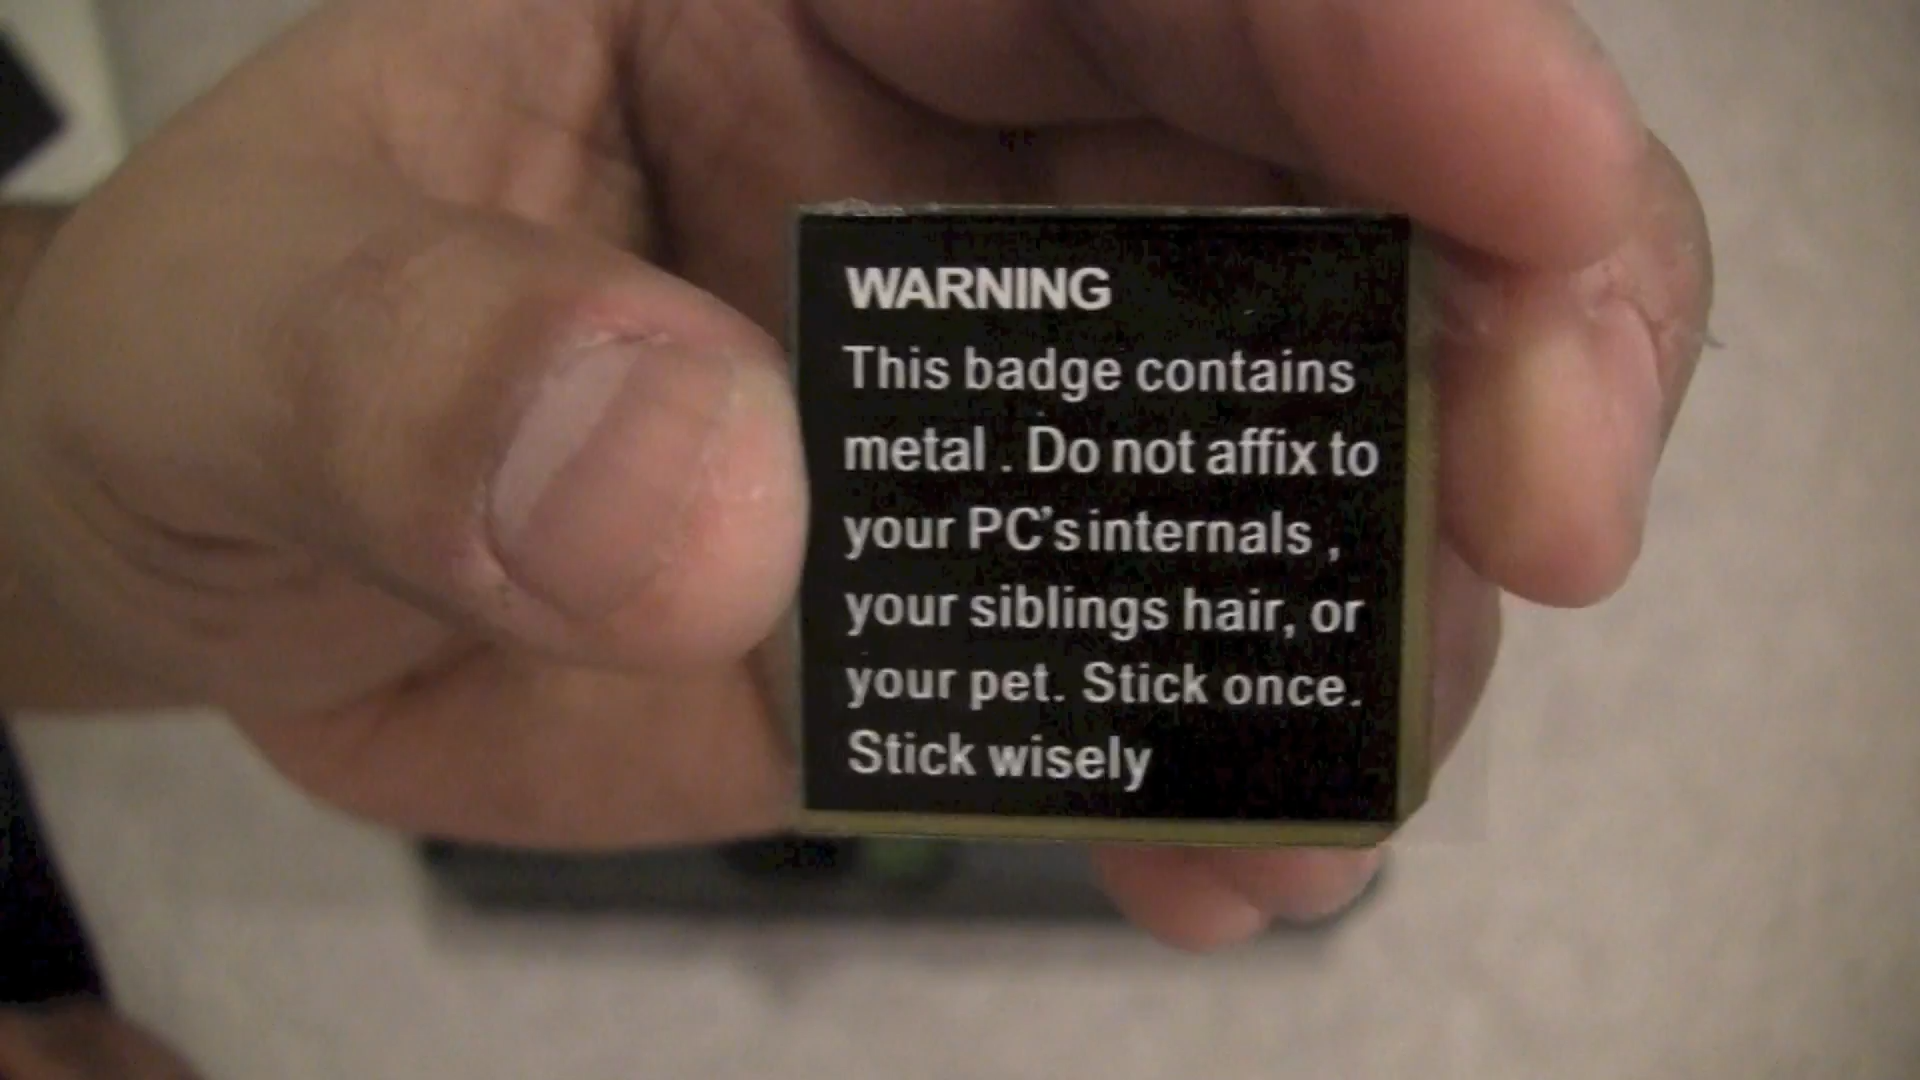 WARNING
This badge contains
metal . Do not affix to
your PC's internals ,
your siblings hair, or
your pet. Stick once.
Stick wisely